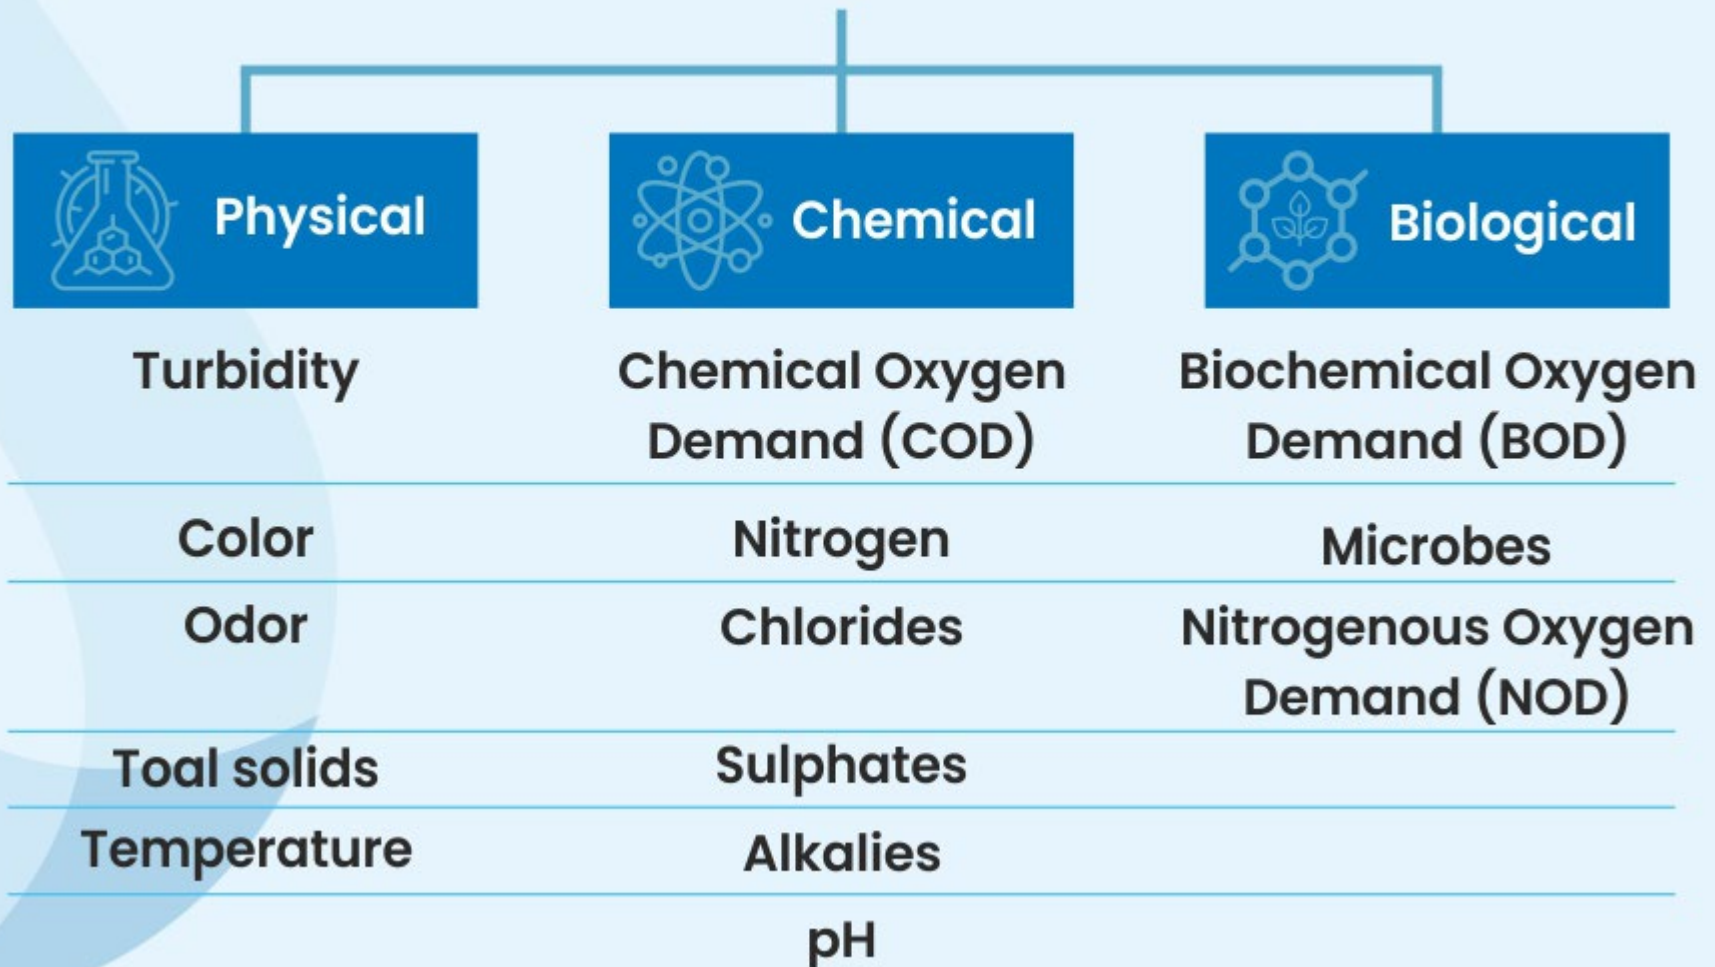 Physical
Chemical
Biological
Turbidity
Chemical Oxygen
Demand (COD)
Biochemical Oxygen
Demand (BOD)
Color
Nitrogen
Microbes
Odor
Chlorides
Nitrogenous Oxygen
Demand (NOD)
Toal solids
Sulphates
Temperature
Alkalies
pH